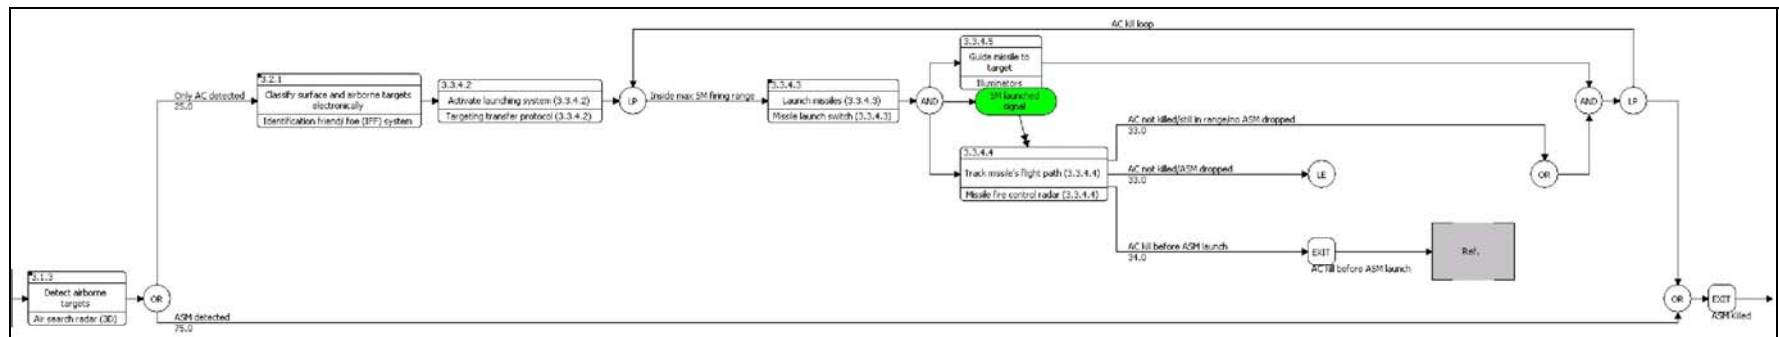 AC kill loop
3.3.4.5
Guide missile to
target
Illuminators
3.2.1
Classify surface and airborne targets
electronically
Identification friend/ foe (IFF) system
3.3.4.2
Activate launching system (3.3.4.2)
Targeting transfer protocol (3.3.4.2)
3.3.4.3
Launch missiles (3.3.4.3)
Missile launch switch (3.3.4.3)
Only AC detected
25.0
LP
Inside max SM firing range
AND
SM launched
signal
AND
LP
AC not killed/still in range/no ASM dropped
33.0
3.3.4.4
Track missile's flight path (3.3.4.4)
Missile fire control radar (3.3.4.4)
AC not killed/ASM dropped
33.0
LE
OR
AC kill before ASM launch
34.0
EXIT
AC kill before ASM launch
Ref.
3.1.3
Detect airborne
targets
Air search radar (3D)
OR
ASM detected
75.0
OR
EXIT
ASM killed